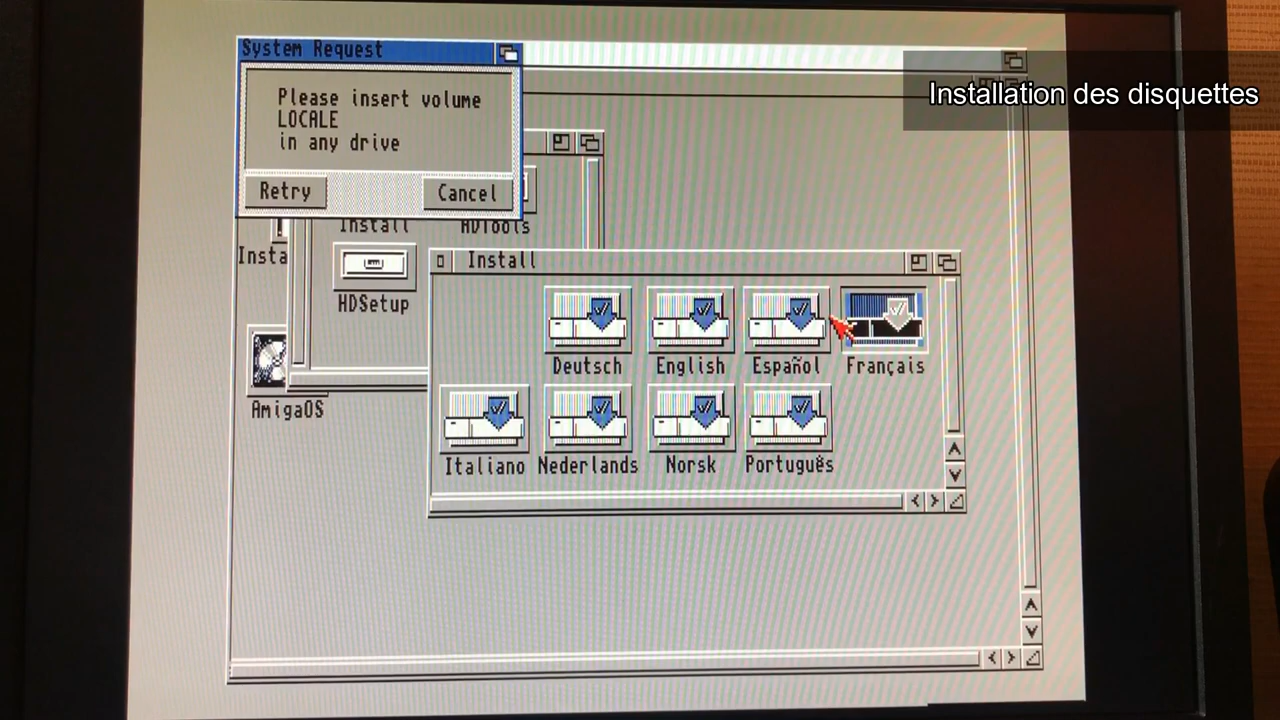 System Request
Installation des disquettes
Please insert volume
LOCALE
in any drive
Retry
Cancel
Install
HDTools
Insta
Install
HDSetup
Deutsch
English
Español
Français
AmigaOS
Italiano
Nederlands
Norsk
Português